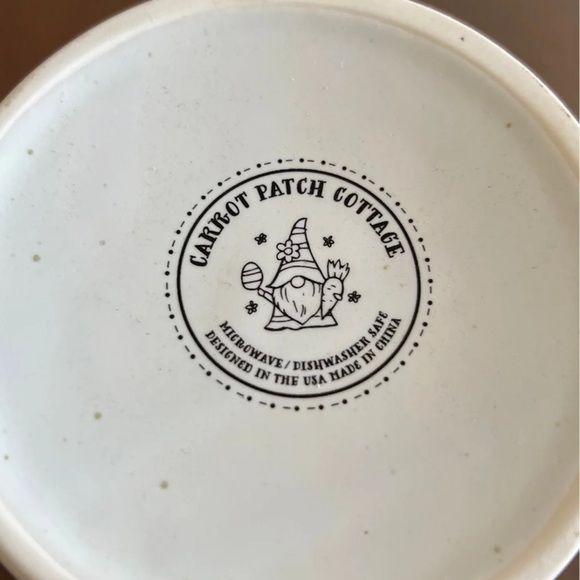 CARROT PATCH COTTAGE
MICROWAVE / DISHWASHER SAFE
DESIGNED IN THE USA MADE IN CHINA